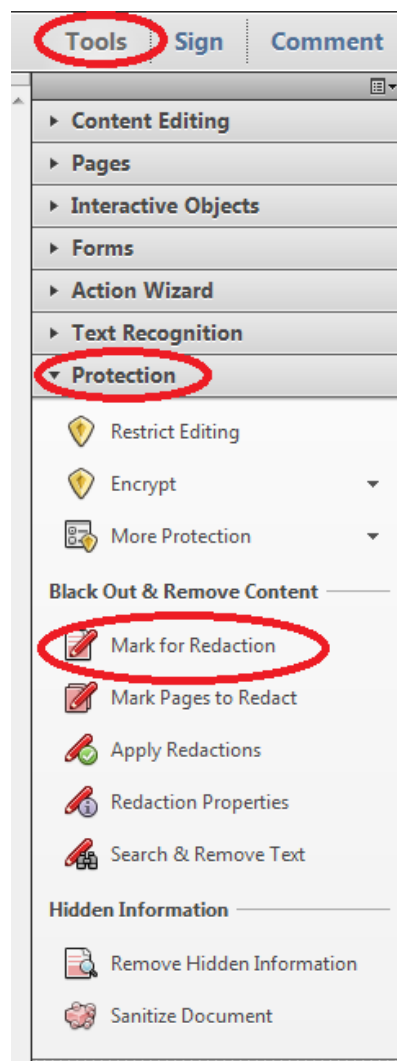 Tools Sign Comment
Content Editing
Pages
Interactive Objects
Forms
Action Wizard
Text Recognition
Protection
Restrict Editing
Encrypt
More Protection
Black Out & Remove Content
Mark for Redaction
Mark Pages to Redact
Apply Redactions
Redaction Properties
Search & Remove Text
Hidden Information
Remove Hidden Information
Sanitize Document